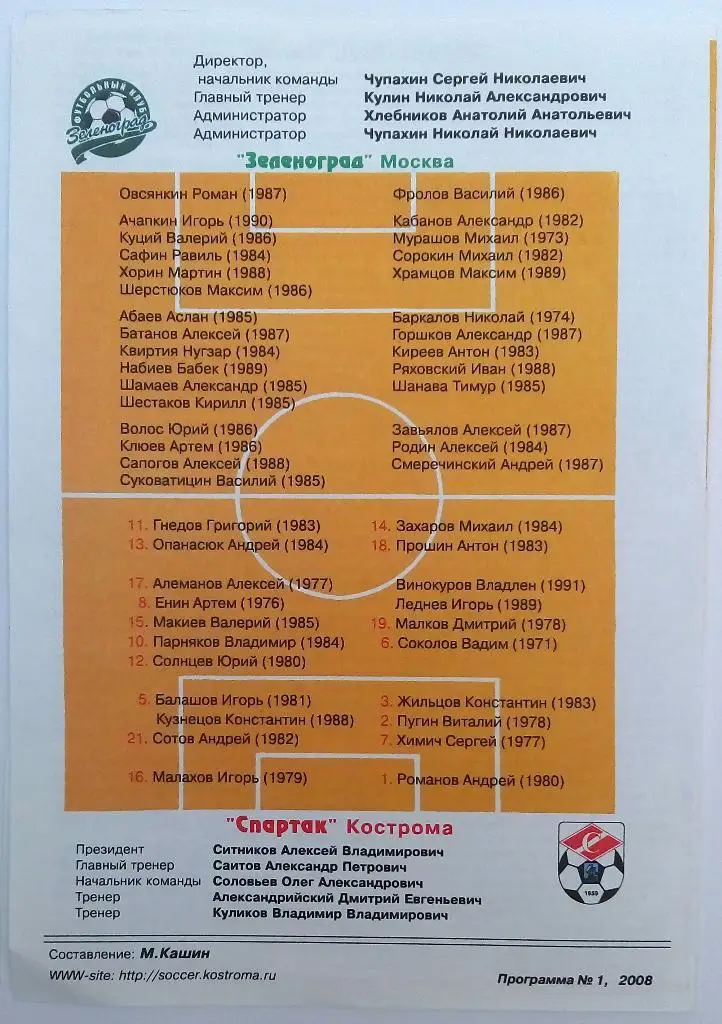 Директор,
начальник команды Чупахин Сергей Николаевич
Главный тренер Кулин Николай Александрович
Администратор Хлебников Анатолий Анатольевич
Администратор Чупахин Николай Николаевич
ФУТБОЛЬНЫЙ КЛУБ
Зеленоград
"Зеленоград" Москва
Овсянкин Роман (1987) Фролов Василий (1986)
Ачапкин Игорь (1990) Кабанов Александр (1982)
Куций Валерий (1986) Мурашов Михаил (1973)
Сафин Равиль (1984) Сорокин Михаил (1982)
Хорин Мартин (1988) Храмцов Максим (1989)
Шерстюков Максим (1986)
Абаев Аслан (1985) Баркалов Николай (1974)
Батанов Алексей (1987) Горшков Александр (1987)
Квиртия Нугзар (1984) Киреев Антон (1983)
Набиев Бабек (1989) Ряховский Иван (1988)
Шамаев Александр (1985) Шанава Тимур (1985)
Шестаков Кирилл (1985)
Волос Юрий (1986) Завьялов Алексей (1987)
Клюев Артем (1986) Родин Алексей (1984)
Сапогов Алексей (1988) Смеречинский Андрей (1987)
Суковатицин Василий (1985)
11. Гнедов Григорий (1983) 14. Захаров Михаил (1984)
13. Опанасюк Андрей (1984) 18. Прошин Антон (1983)
17. Алеманов Алексей (1977) Винокуров Владлен (1991)
8. Енин Артем (1976) Леднев Игорь (1989)
15. Макиев Валерий (1985) 19. Малков Дмитрий (1978)
10. Парняков Владимир (1984) 6. Соколов Вадим (1971)
12. Солнцев Юрий (1980)
5. Балашов Игорь (1981) 3. Жильцов Константин (1983)
Кузнецов Константин (1988) 2. Пугин Виталий (1978)
21. Сотов Андрей (1982) 7. Химич Сергей (1977)
16. Малахов Игорь (1979) 1. Романов Андрей (1980)
"Спартак" Кострома
Президент Ситников Алексей Владимирович
Главный тренер Саитов Александр Петрович
Начальник команды Соловьев Олег Александрович
Тренер Александрийский Дмитрий Евгеньевич
Тренер Куликов Владимир Владимирович
С
1959
Составление: М.Кашин
WWW-site: http://soccer.kostroma.ru
Программа № 1, 2008